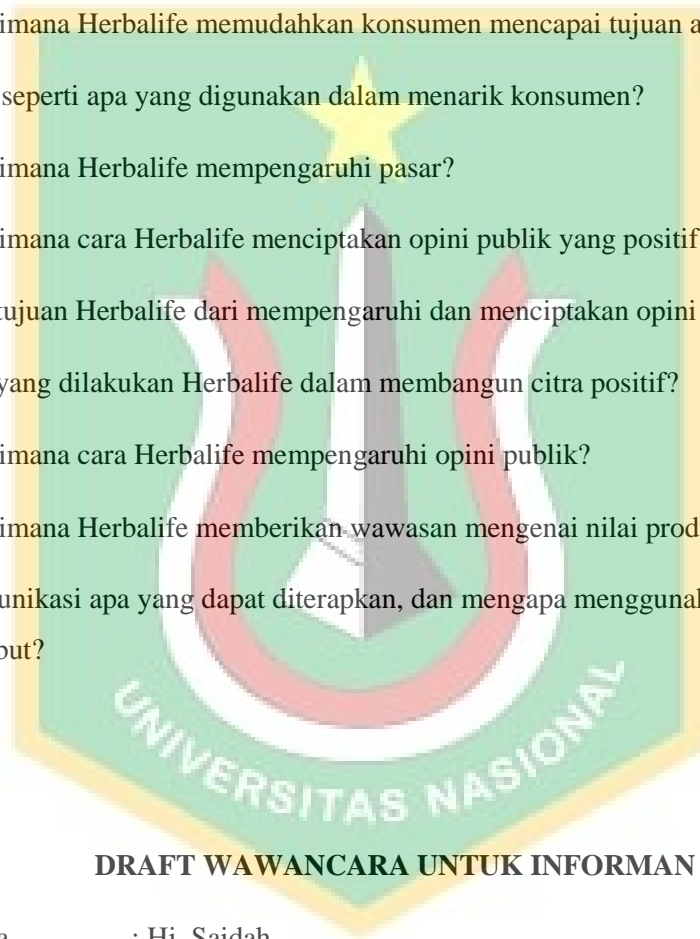 imana Herbalife memudahkan konsumen mencapai tujuan a
seperti apa yang digunakan dalam menarik konsumen?
imana Herbalife mempengaruhi pasar?
imana cara Herbalife menciptakan opini publik yang positif
tujuan Herbalife dari mempengaruhi dan menciptakan opini
yang dilakukan Herbalife dalam membangun citra positif?
imana cara Herbalife mempengaruhi opini publik?
imana Herbalife memberikan wawasan mengenai nilai prod
unikasi apa yang dapat diterapkan, dan mengapa menggunal
but?
UNIVERSITAS NASIONAL
DRAFT WAWANCARA UNTUK INFORMAN
a : Hj. Saidah